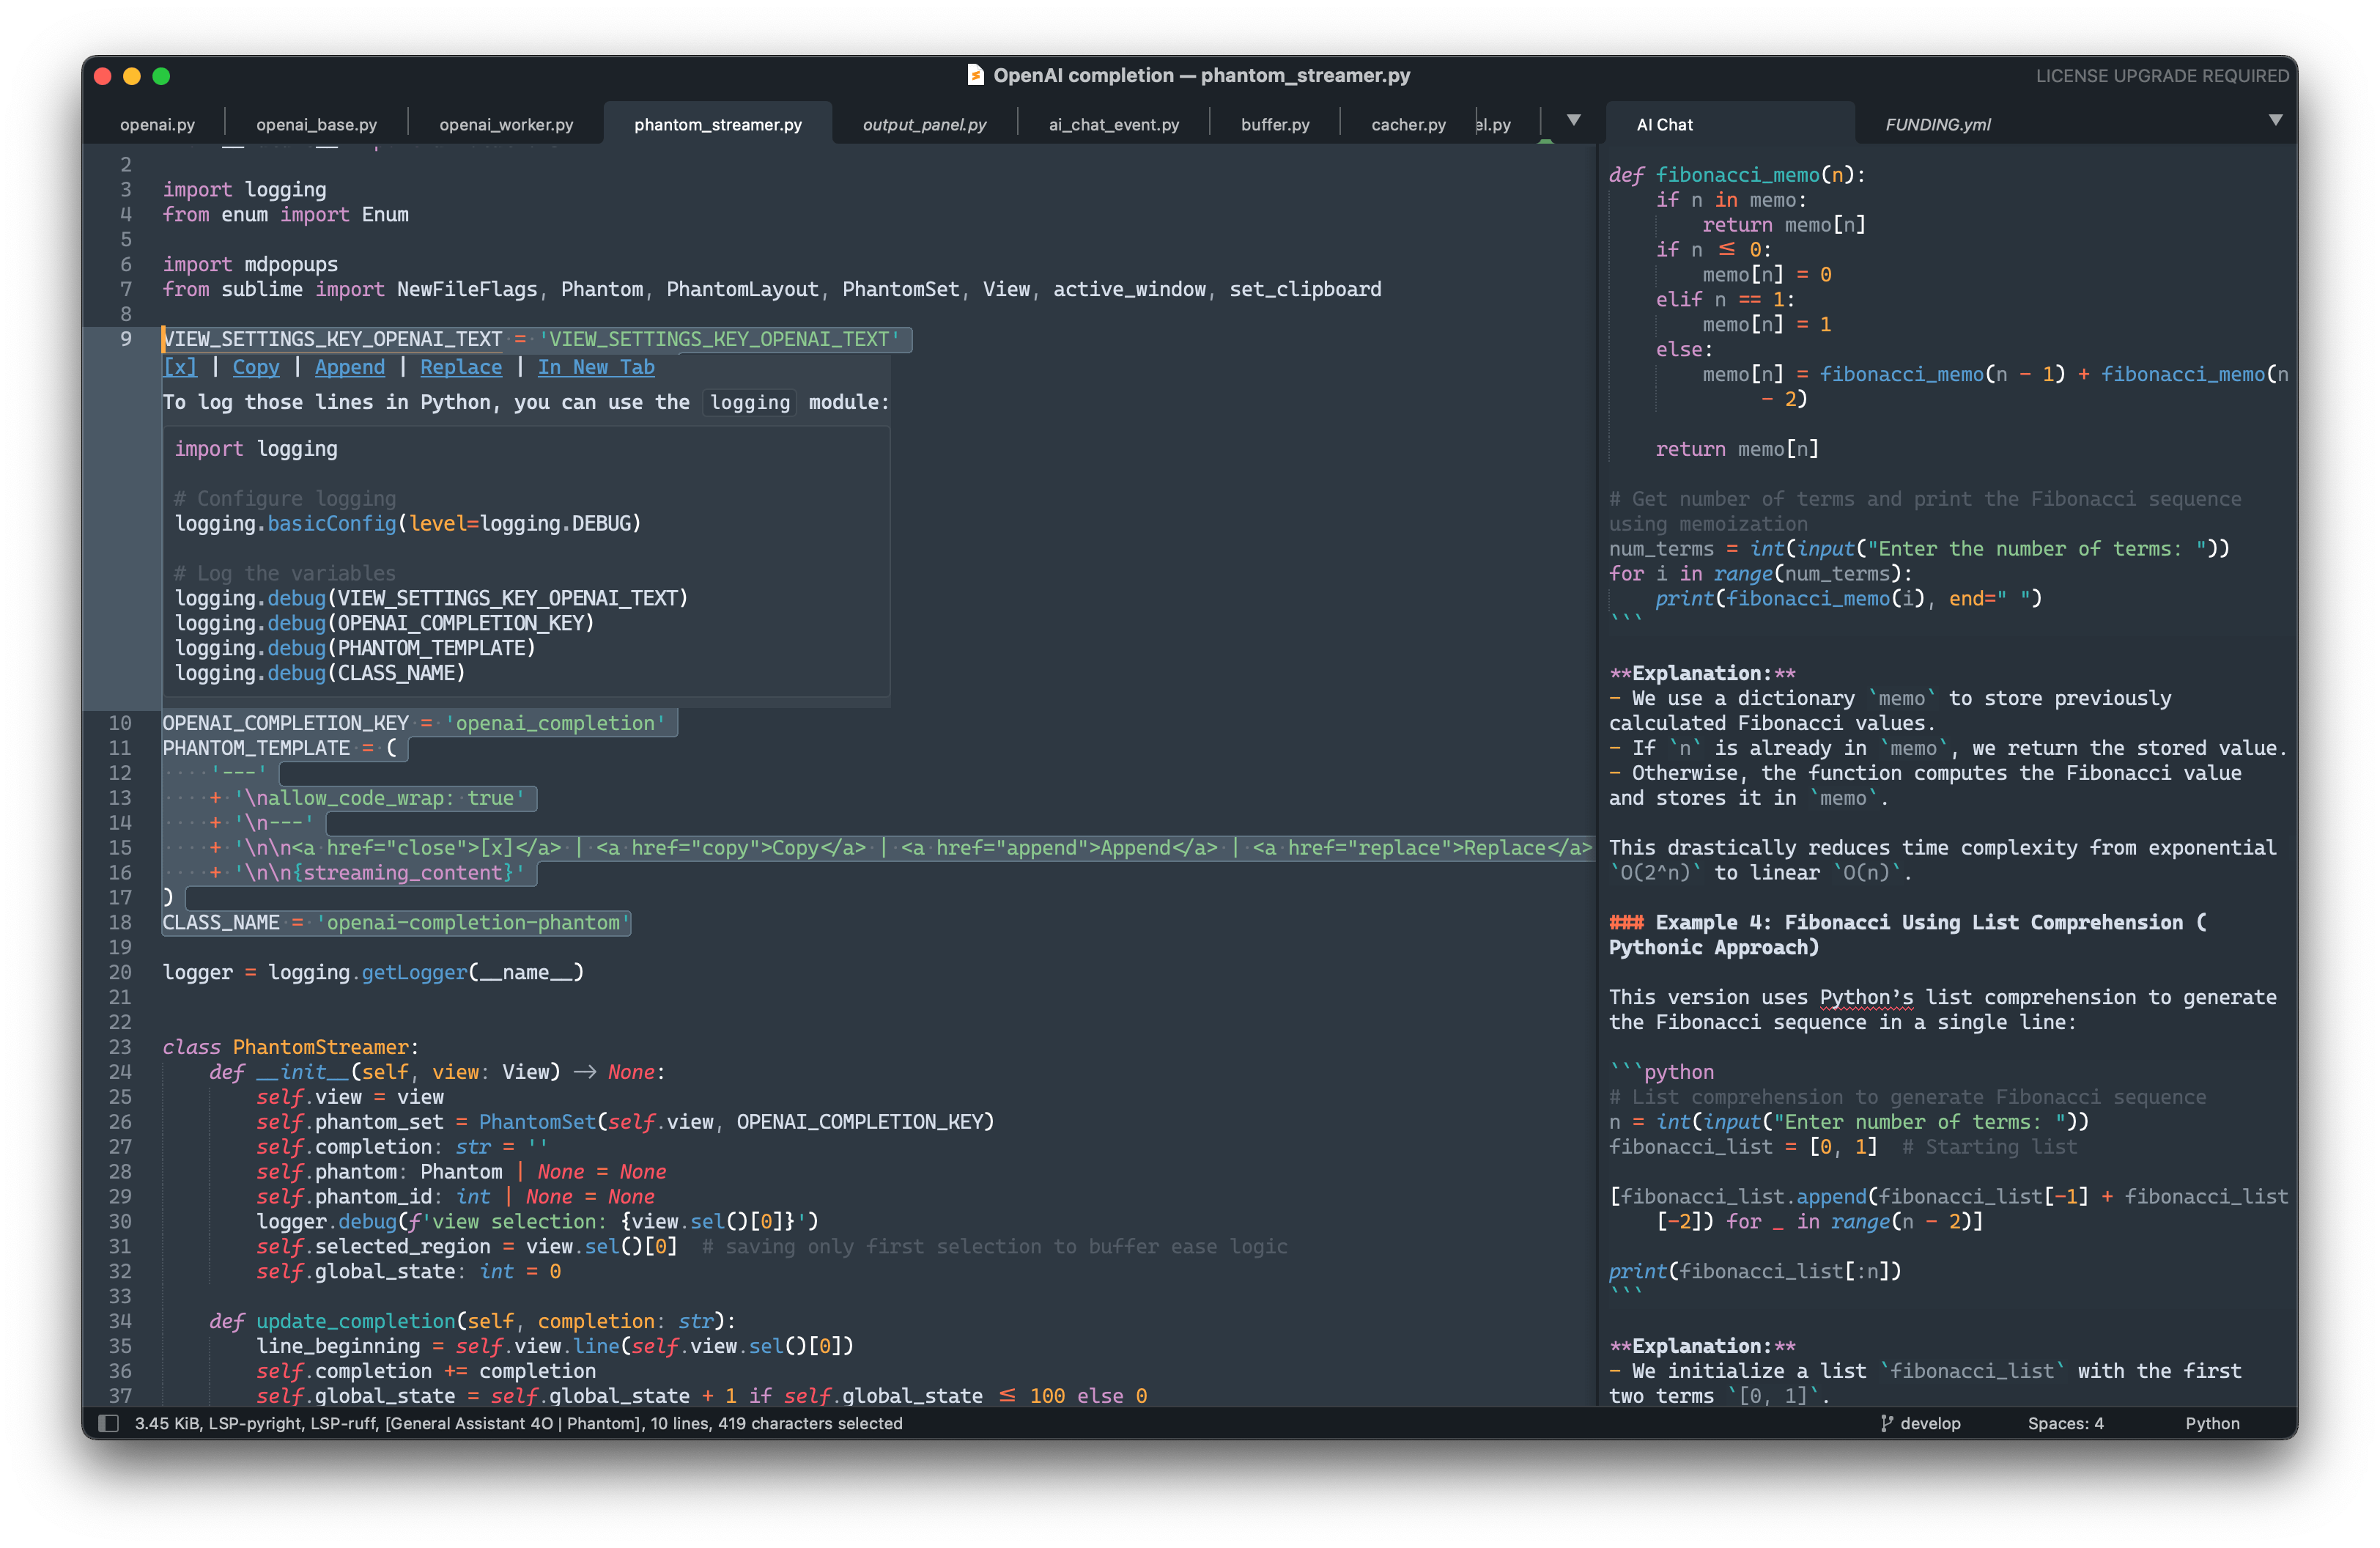 OpenAI completion — phantom_streamer.py
LICENSE UPGRADE REQUIRED
openai.py
openai_base.py
openai_worker.py
phantom_streamer.py
output_panel.py
ai_chat_event.py
buffer.py
cacher.py
el.py
2
3 import logging
4 from enum import Enum
5
6 import mdpopups
7 from sublime import NewFileFlags, Phantom, PhantomLayout, PhantomSet, View, active_window, set_clipboard
8
9 VIEW_SETTINGS_KEY_OPENAI_TEXT = 'VIEW_SETTINGS_KEY_OPENAI_TEXT'
[x] | Copy | Append | Replace | In New Tab
To log those lines in Python, you can use the logging module:
import logging
# Configure logging
logging.basicConfig(level=logging.DEBUG)
# Log the variables
logging.debug(VIEW_SETTINGS_KEY_OPENAI_TEXT)
logging.debug(OPENAI_COMPLETION_KEY)
logging.debug(PHANTOM_TEMPLATE)
logging.debug(CLASS_NAME)
10 OPENAI_COMPLETION_KEY = 'openai_completion'
11 PHANTOM_TEMPLATE = (
12 ····'---'
13 ····+ '\nallow_code_wrap: true'
14 ····+ '\n---'
15 ····+ '\n\n<a href="close">[x]</a> | <a href="copy">Copy</a> | <a href="append">Append</a> | <a href="replace">Replace</a>
16 ····+ '\n\n{streaming_content}'
17 )
18 CLASS_NAME = 'openai-completion-phantom'
19
20 logger = logging.getLogger(__name__)
21
22
23 class PhantomStreamer:
24 def __init__(self, view: View) -> None:
25 self.view = view
26 self.phantom_set = PhantomSet(self.view, OPENAI_COMPLETION_KEY)
27 self.completion: str = ''
28 self.phantom: Phantom | None = None
29 self.phantom_id: int | None = None
30 logger.debug(f'view selection: {view.sel()[0]}')
31 self.selected_region = view.sel()[0]  # saving only first selection to buffer ease logic
32 self.global_state: int = 0
33
34 def update_completion(self, completion: str):
35 line_beginning = self.view.line(self.view.sel()[0])
36 self.completion += completion
37 self.global_state = self.global_state + 1 if self.global_state ≤ 100 else 0
AI Chat
FUNDING.yml
def fibonacci_memo(n):
if n in memo:
return memo[n]
if n ≤ 0:
memo[n] = 0
elif n == 1:
memo[n] = 1
else:
memo[n] = fibonacci_memo(n - 1) + fibonacci_memo(n
- 2)
return memo[n]
# Get number of terms and print the Fibonacci sequence
using memoization
num_terms = int(input("Enter the number of terms: "))
for i in range(num_terms):
print(fibonacci_memo(i), end=" ")
```
**Explanation:**
- We use a dictionary `memo` to store previously
calculated Fibonacci values.
- If `n` is already in `memo`, we return the stored value.
- Otherwise, the function computes the Fibonacci value
and stores it in `memo`.
This drastically reduces time complexity from exponential
`O(2^n)` to linear `O(n)`.
### Example 4: Fibonacci Using List Comprehension (
Pythonic Approach)
This version uses Python’s list comprehension to generate
the Fibonacci sequence in a single line:
```python
# List comprehension to generate Fibonacci sequence
n = int(input("Enter number of terms: "))
fibonacci_list = [0, 1]  # Starting list
[fibonacci_list.append(fibonacci_list[-1] + fibonacci_list
[-2]) for _ in range(n - 2)]
print(fibonacci_list[:n])
```
**Explanation:**
- We initialize a list `fibonacci_list` with the first
two terms `[0, 1]`.
3.45 KiB, LSP-pyright, LSP-ruff, [General Assistant 4O | Phantom], 10 lines, 419 characters selected
develop
Spaces: 4
Python